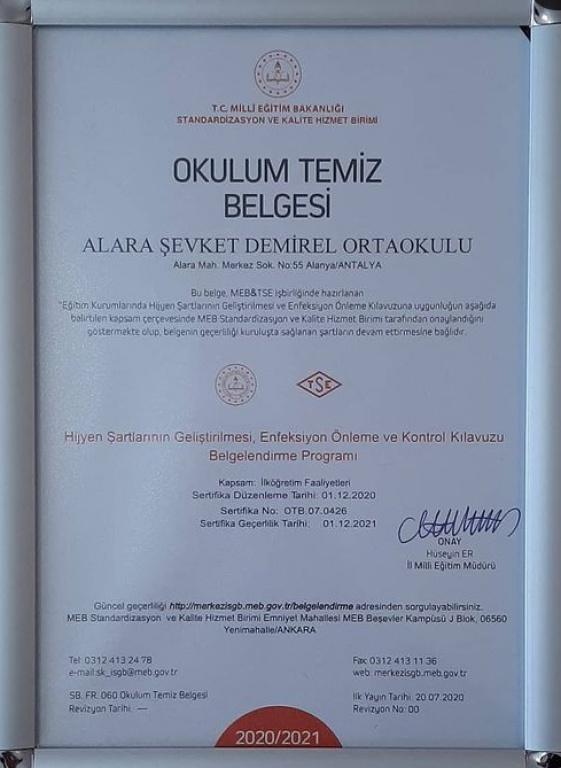 T.C. MİLLİ EĞİTİM BAKANLIĞI
STANDARDİZASYON VE KALİTE HİZMET BİRİMİ
OKULUM TEMİZ
BELGESİ
ALARA ŞEVKET DEMİREL ORTAOKULU
Alara Mah. Merkez Sok. No:55 Alanya/ANTALYA
Bu belge, MEB&TSE işbirliğinde hazırlanan
"Eğitim Kurumlarında Hijyen Şartlarının Geliştirilmesi ve Enfeksiyon Önleme Kılavuzuna uygunluğun aşağıda
belirtilen kapsam çerçevesinde MEB Standardizasyon ve Kalite Hizmet Birimi tarafından onaylandığını
göstermekte olup, belgenin geçerliliği kuruluşta sağlanan şartların devam ettirmesine bağlıdır.
TSE
Hijyen Şartlarının Geliştirilmesi, Enfeksiyon Önleme ve Kontrol Kılavuzu
Belgelendirme Programı
Kapsam: İlköğretim Faaliyetleri
Sertifika Düzenleme Tarihi: 01.12.2020
Sertifika No: OTB.07.0426
Sertifika Geçerlilik Tarihi: 01.12.2021
ONAY
Hüseyin ER
İl Milli Eğitim Müdürü
Güncel geçerliliği http://merkezisgb.meb.gov.tr/belgelendirme adresinden sorgulayabilirsiniz.
MEB Standardizasyon ve Kalite Hizmet Birimi Emniyet Mahallesi MEB Beşevler Kampüsü J Blok, 06560
Yenimahalle/ANKARA
Tel: 0312 413 24 78
e-mail:sk_isgb@meb.gov.tr
Fax: 0312 413 11 36
web: merkezisgb.meb.gov.tr
SB. FR. 060 Okulum Temiz Belgesi
Revizyon Tarihi: ---
İlk Yayın Tarihi: 20.07.2020
Revizyon No: 00
2020/2021